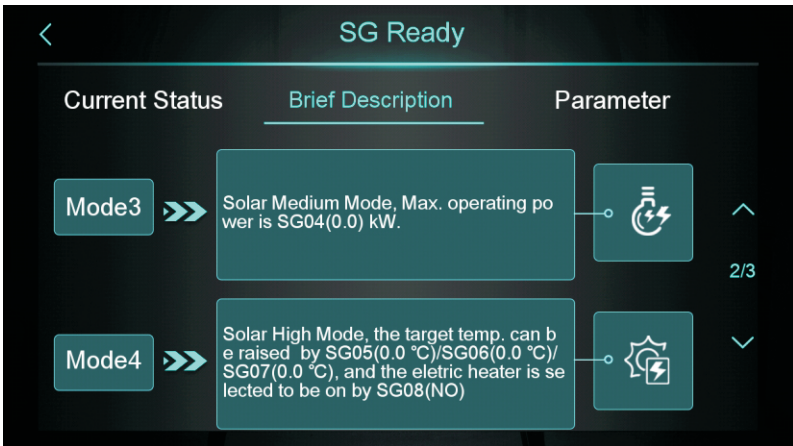 SG Ready
Current Status Brief Description Parameter
Mode3
Solar Medium Mode, Max. operating po
wer is SG04(0.0) kW.
2/3
Mode4
Solar High Mode, the target temp. can b
e raised  by SG05(0.0 ℃)/SG06(0.0 ℃)/
SG07(0.0 ℃), and the eletric heater is se
lected to be on by SG08(NO)